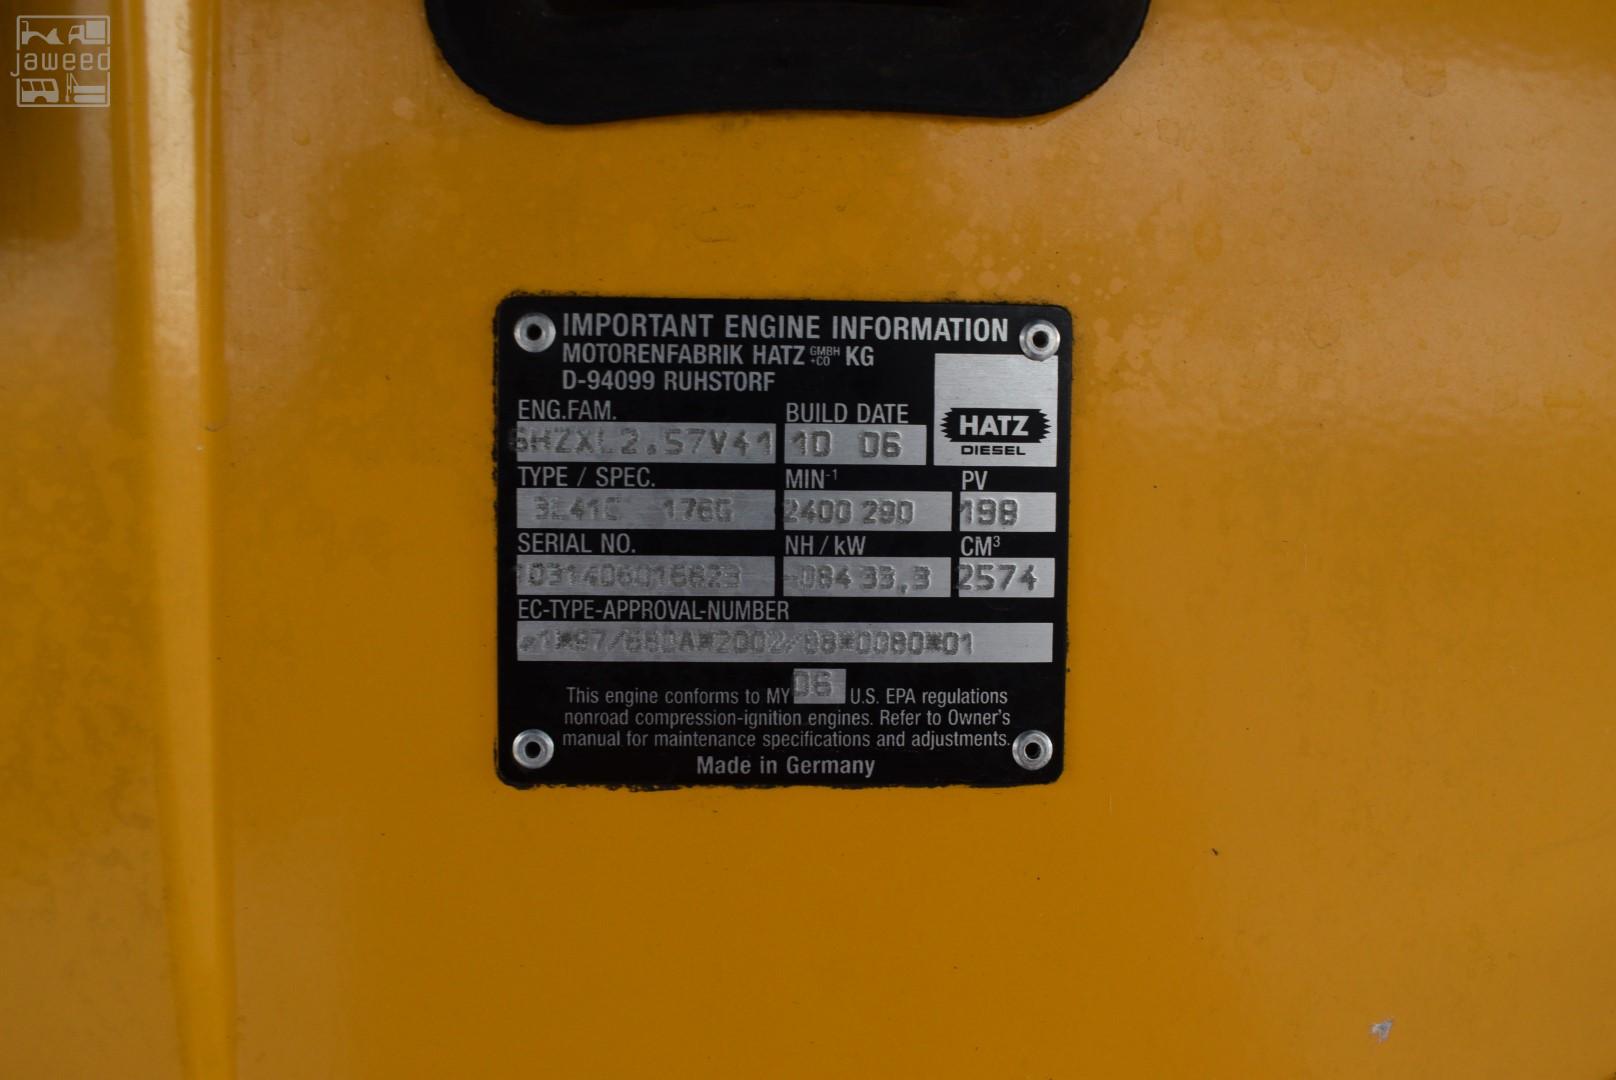 jaweed
IMPORTANT ENGINE INFORMATION
MOTORENFABRIK HATZ GMBH +CO KG
D-94099 RUHSTORF
ENG.FAM. BUILD DATE
6HZXL2.57V41 10 06
HATZ
DIESEL
TYPE / SPEC. MIN-1 PV
3L41C 176G 2400 290 198
SERIAL NO. NH / kW CM³
33,3 2574
EC-TYPE-APPROVAL-NUMBER
This engine conforms to MY 06 U.S. EPA regulations
nonroad compression-ignition engines. Refer to Owner's
manual for maintenance specifications and adjustments.
Made in Germany